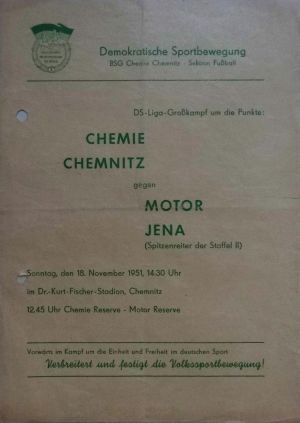 Demokratische Sportbewegung
BSG Chemie Chemnitz - Sektion Fußball
DS-Liga-Großkampf um die Punkte:
CHEMIE
CHEMNITZ
gegen
MOTOR
JENA
(Spitzenreiter der Staffel II)
Sonntag, den 18. November 1951, 14.30 Uhr
im Dr.-Kurt-Fischer-Stadion, Chemnitz
12.45 Uhr Chemie Reserve - Motor Reserve
Vorwärts im Kampf um die Einheit und Freiheit im deutschen Sport
Verbreitert und festigt die Volkssportbewegung!